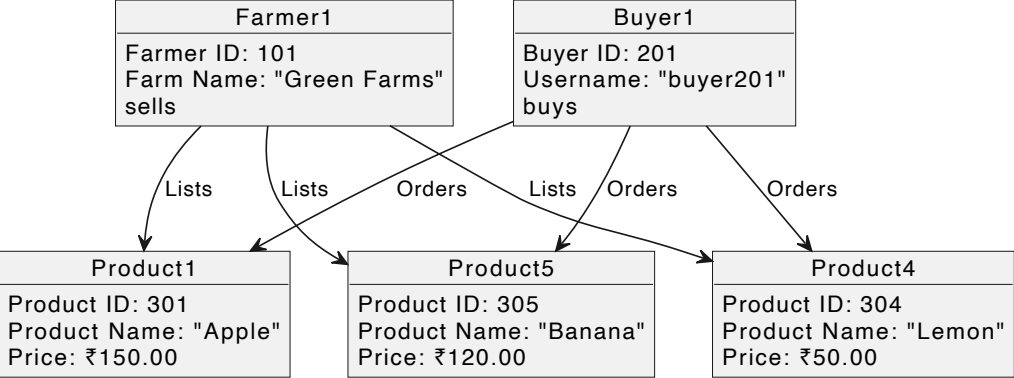 Farmer1
Farmer ID: 101
Farm Name: "Green Farms"
sells
Buyer1
Buyer ID: 201
Username: "buyer201"
buys
Lists
Lists
Orders
Lists
Orders
Orders
Product1
Product ID: 301
Product Name: "Apple"
Price: ₹150.00
Product5
Product ID: 305
Product Name: "Banana"
Price: ₹120.00
Product4
Product ID: 304
Product Name: "Lemon"
Price: ₹50.00